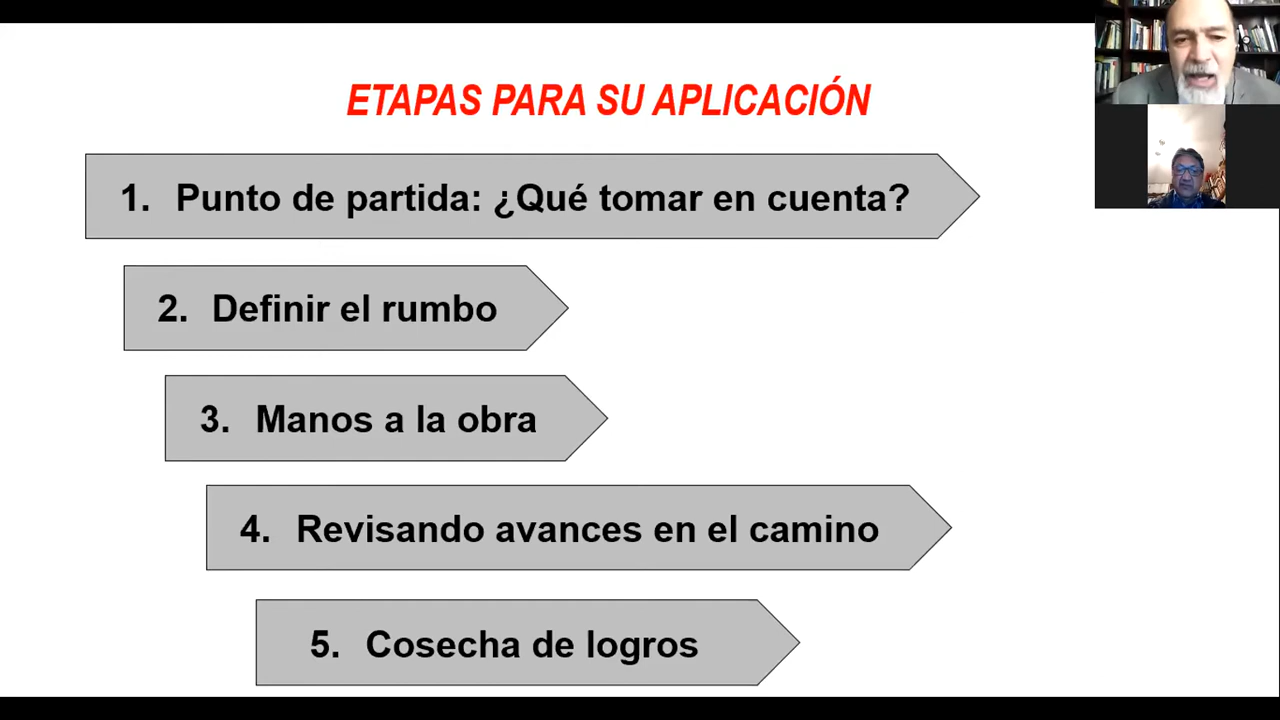 ETAPAS PARA SU APLICACIÓN
1. Punto de partida: ¿Qué tomar en cuenta?
2. Definir el rumbo
3. Manos a la obra
4. Revisando avances en el camino
5. Cosecha de logros